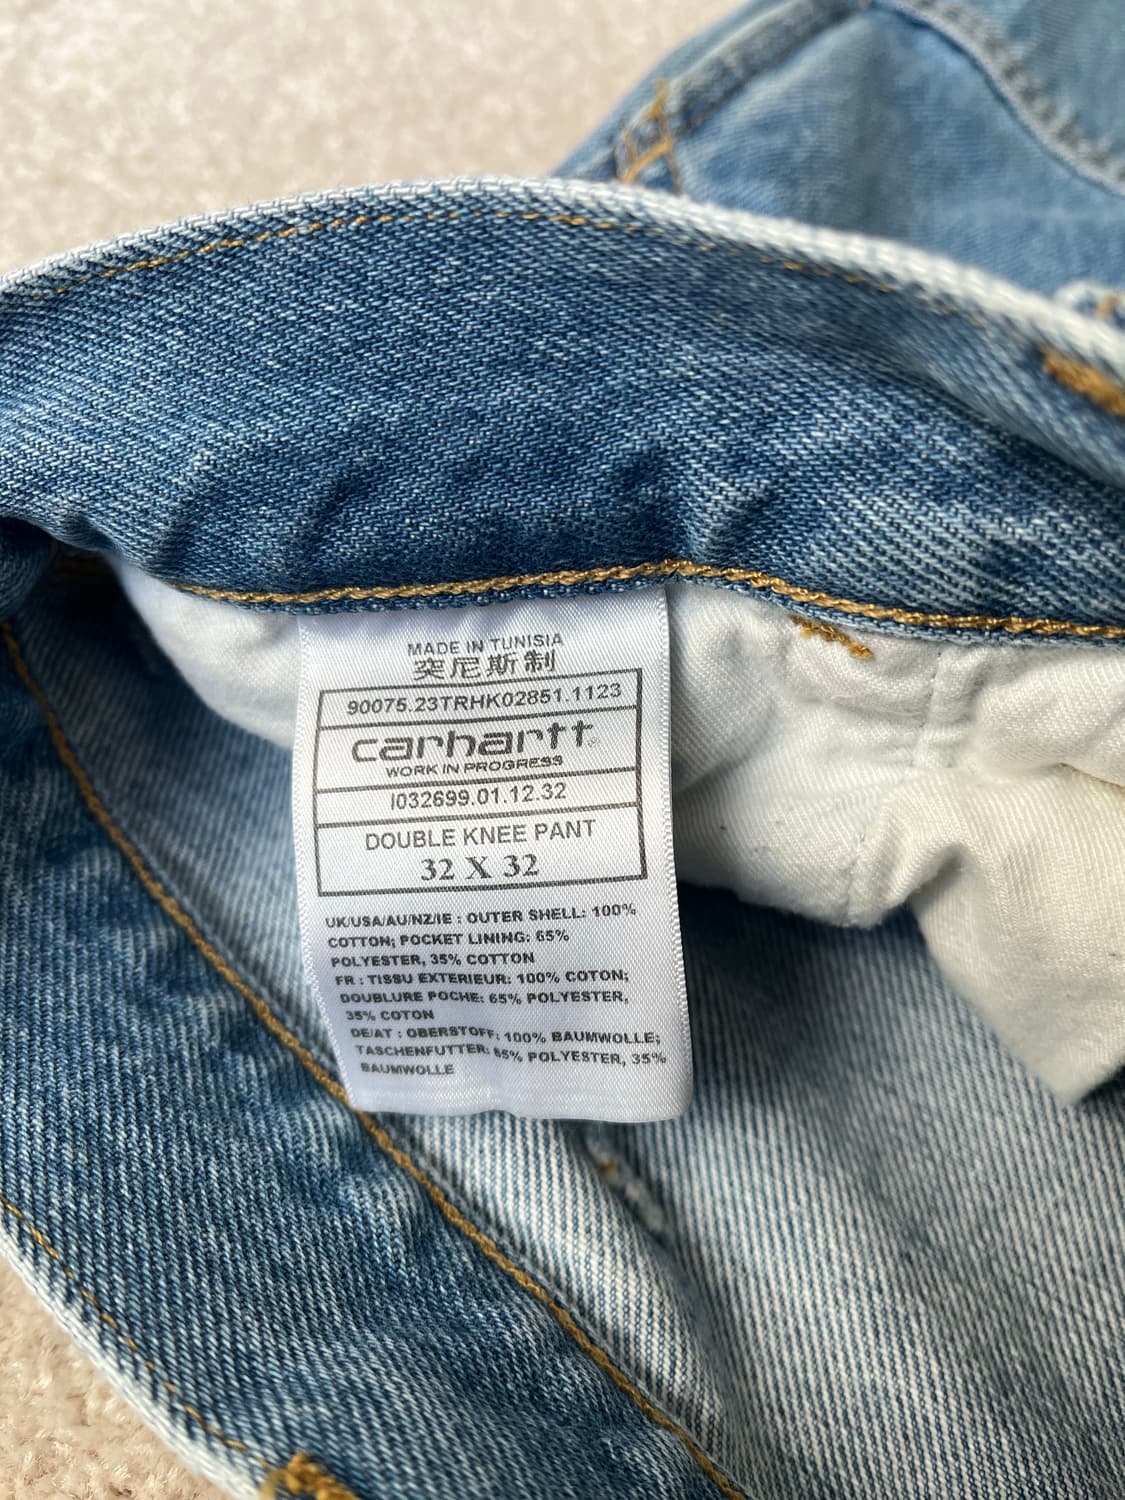 MADE IN TUNISIA
突尼斯制
90075.23TRHK02851.1123
carhartt®
WORK IN PROGRESS
I032699.01.12.32
DOUBLE KNEE PANT
32 X 32
UK/USA/AU/NZ/IE : OUTER SHELL: 100%
COTTON; POCKET LINING: 65%
POLYESTER, 35% COTTON
FR : TISSU EXTERIEUR: 100% COTON;
DOUBLURE POCHE: 65% POLYESTER,
35% COTON
DE/AT : OBERSTOFF: 100% BAUMWOLLE;
TASCHENFUTTER: 65% POLYESTER, 35%
BAUMWOLLE